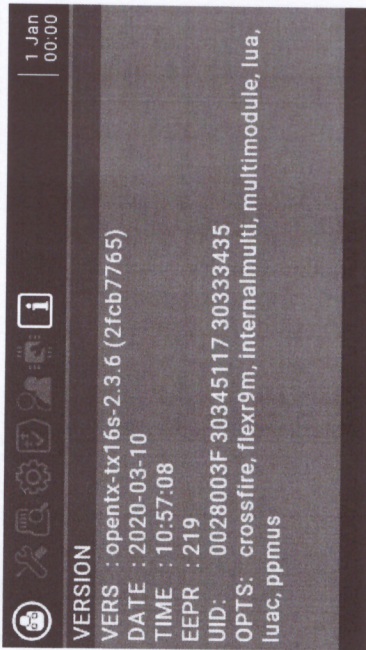 1 Jan
00:00
VERSION
VERS : opentx-tx16s-2.3.6 (2fcb7765)
DATE : 2020-03-10
TIME : 10:57:08
EEPR : 219
UID: 0028003F 30345117 30333435
OPTS: crossfire, flexr9m, internalmulti, multimodule, lua,
luac, ppmus